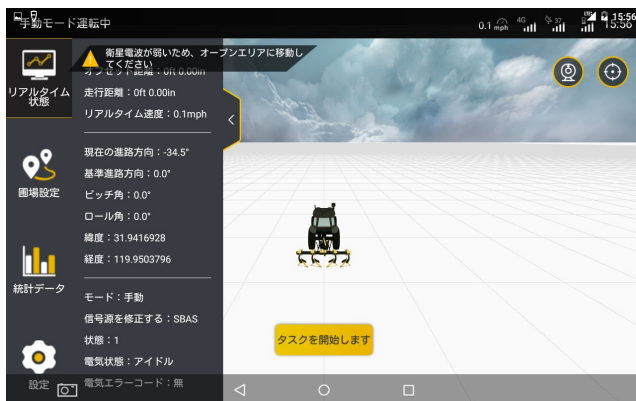 手動モード運転中
0.1 mph
4G
37
15:56
衛星電波が弱いため、オープンエリアに移動し
てください
オフセット距離：0ft 0.00in
リアルタイム
状態
走行距離：0ft 0.00in
リアルタイム速度：0.1mph
現在の進路方向：-34.5°
基準進路方向：0.0°
圃場設定
ピッチ角：0.0°
ロール角：0.0°
緯度：31.9416928
経度：119.9503796
統計データ
モード：手動
信号源を修正する：SBAS
状態：1
タスクを開始します
電気状態：アイドル
設定
電気エラーコード：無